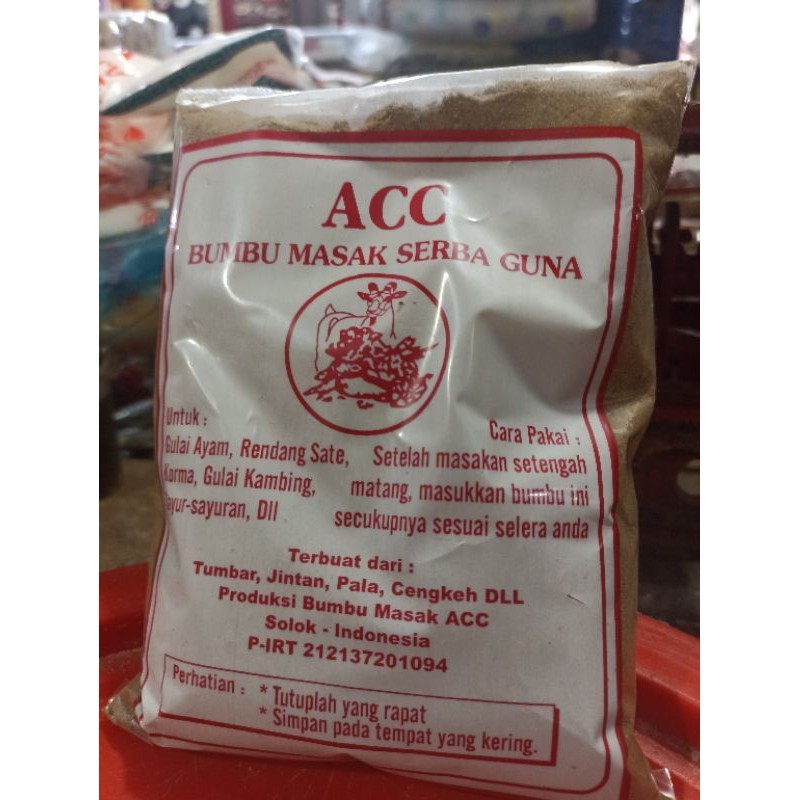 ACC
BUMBU MASAK SERBA GUNA
Untuk :
Gulai Ayam, Rendang Sate,
Korma, Gulai Kambing,
Sayur-sayuran, Dll
Cara Pakai :
Setelah masakan setengah
matang, masukkan bumbu ini
secukupnya sesuai selera anda
Terbuat dari :
Tumbar, Jintan, Pala, Cengkeh DLL
Produksi Bumbu Masak ACC
Solok - Indonesia
P-IRT 212137201094
Perhatian : * Tutuplah yang rapat
* Simpan pada tempat yang kering.